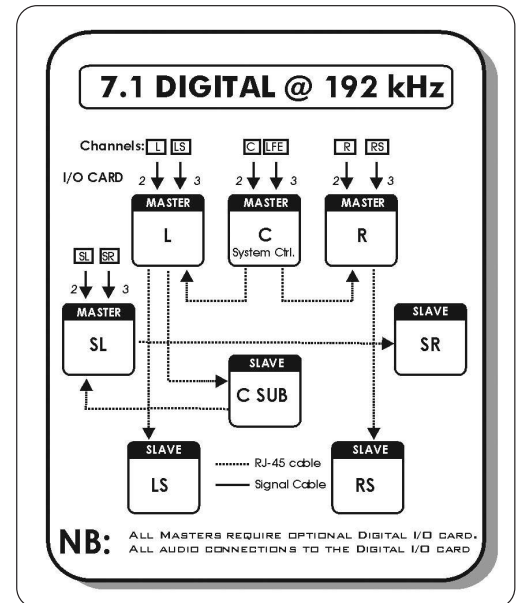 7.1 DIGITAL @ 192 kHz
Channels: L LS C LFE R RS
I/O CARD 2 3 2 3 2 3
MASTER MASTER MASTER
L C R
System Ctrl.
SL SR
2 3
MASTER SLAVE
SL SR
SLAVE
C SUB
SLAVE SLAVE
LS RS
RJ-45 cable
Signal Cable
NB: ALL MASTERS REQUIRE OPTIONAL DIGITAL I/O CARD.
ALL AUDIO CONNECTIONS TO THE DIGITAL I/O CARD